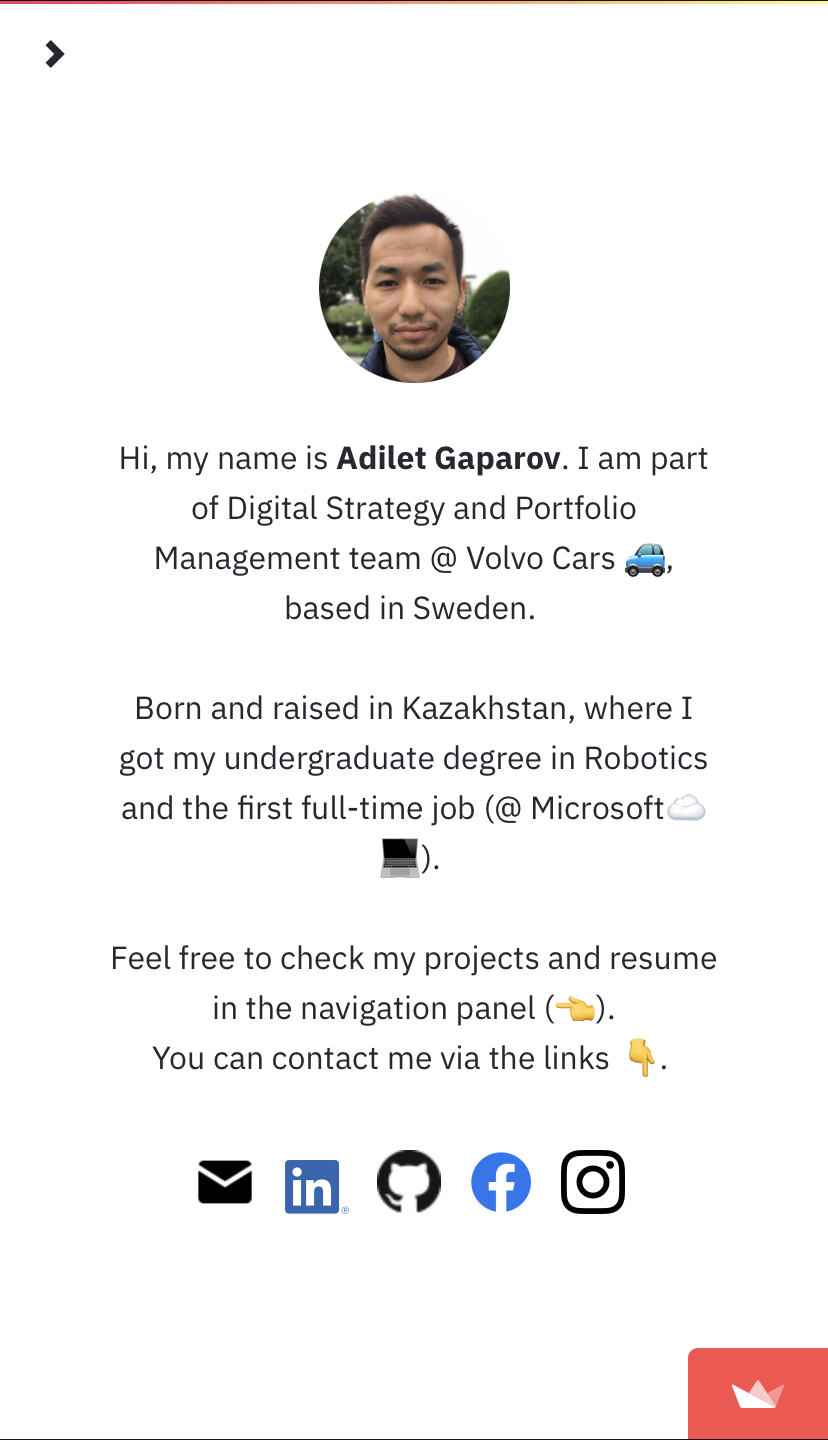 Hi, my name is Adilet Gaparov. I am part
of Digital Strategy and Portfolio
Management team @ Volvo Cars 🚙,
based in Sweden.
Born and raised in Kazakhstan, where I
got my undergraduate degree in Robotics
and the first full-time job (@ Microsoft☁️
💻).
Feel free to check my projects and resume
in the navigation panel (👈).
You can contact me via the links 👇.
in®